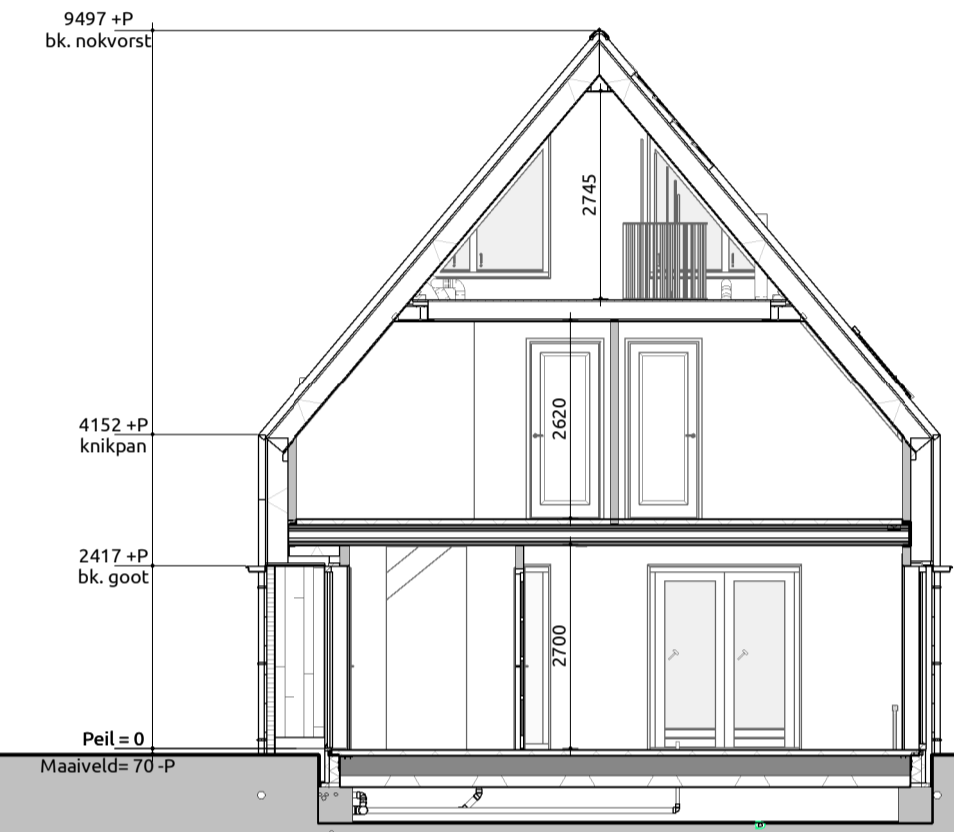 9497 +P
bk. nokvorst
2745
4152 +P
knikpan
2620
2417 +P
bk. goot
2700
Peil = 0
Maaiveld= 70 -P